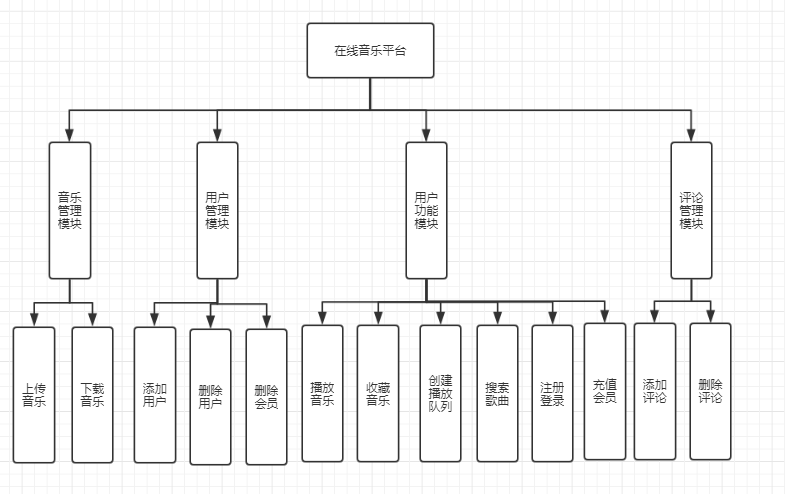 在线音乐平台
音乐
管理
模块
用户
管理
模块
用户
功能
模块
评论
管理
模块
上传
音乐
下载
音乐
添加
用户
删除
用户
删除
会员
播放
音乐
收藏
音乐
创建
播放
队列
搜索
歌曲
注册
登录
充值
会员
添加
评论
删除
评论